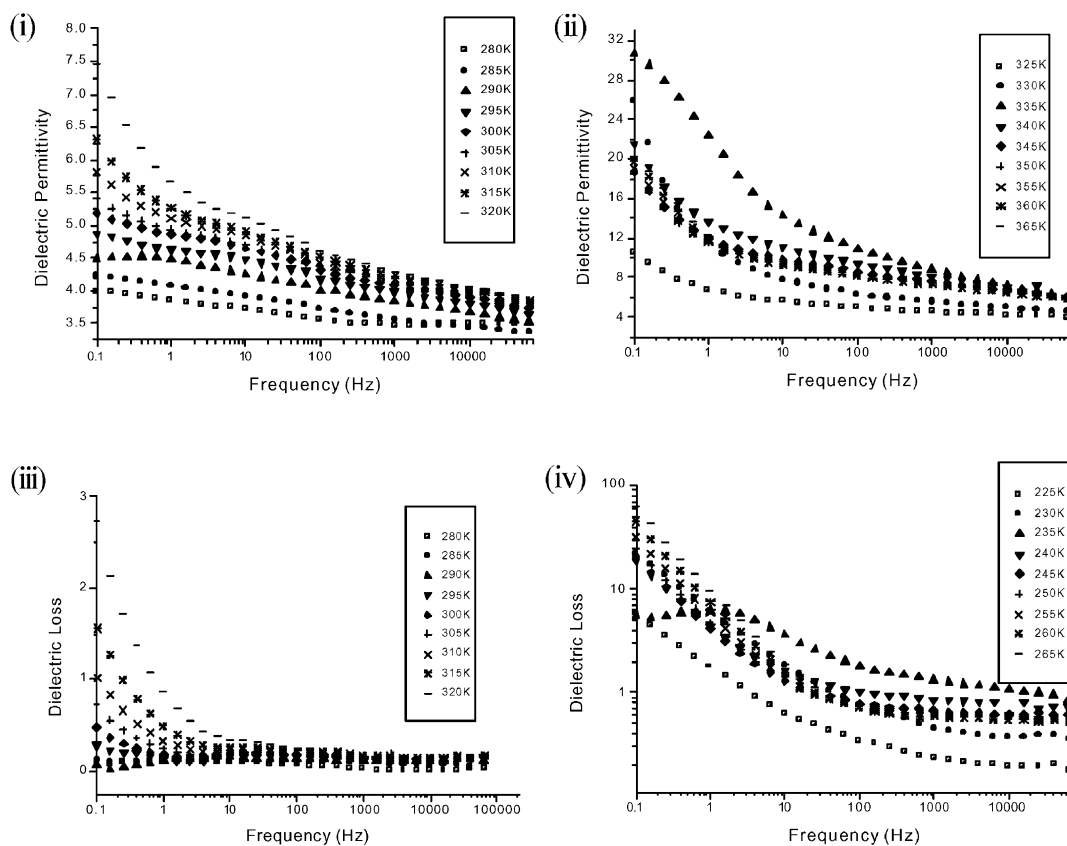 (i)
8.0
7.5
7.0
6.5
6.0
5.5
5.0
4.5
4.0
3.5
Dielectric Permittivity
0.1 1 10 100 1000 10000
Frequency (Hz)
280K
285K
290K
295K
300K
305K
310K
315K
320K
(ii)
32
28
24
20
16
12
8
4
Dielectric Permittivity
0.1 1 10 100 1000 10000
Frequency (Hz)
325K
330K
335K
340K
345K
350K
355K
360K
365K
(iii)
3
2
1
0
Dielectric Loss
0.1 1 10 100 1000 10000 100000
Frequency (Hz)
280K
285K
290K
295K
300K
305K
310K
315K
320K
(iv)
100
10
1
Dielectric Loss
0.1 1 10 100 1000 10000
Frequency (Hz)
225K
230K
235K
240K
245K
250K
255K
260K
265K